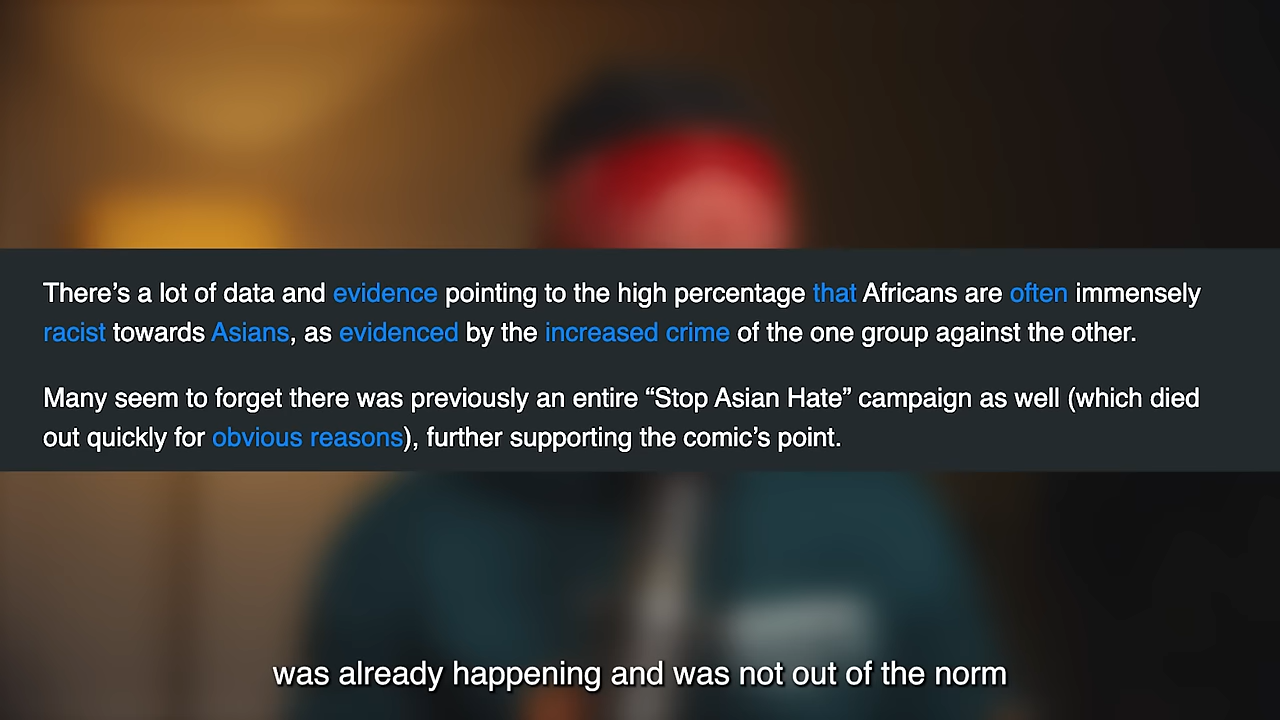 There’s a lot of data and evidence pointing to the high percentage that Africans are often immensely
racist towards Asians, as evidenced by the increased crime of the one group against the other.
Many seem to forget there was previously an entire “Stop Asian Hate” campaign as well (which died
out quickly for obvious reasons), further supporting the comic’s point.
was already happening and was not out of the norm